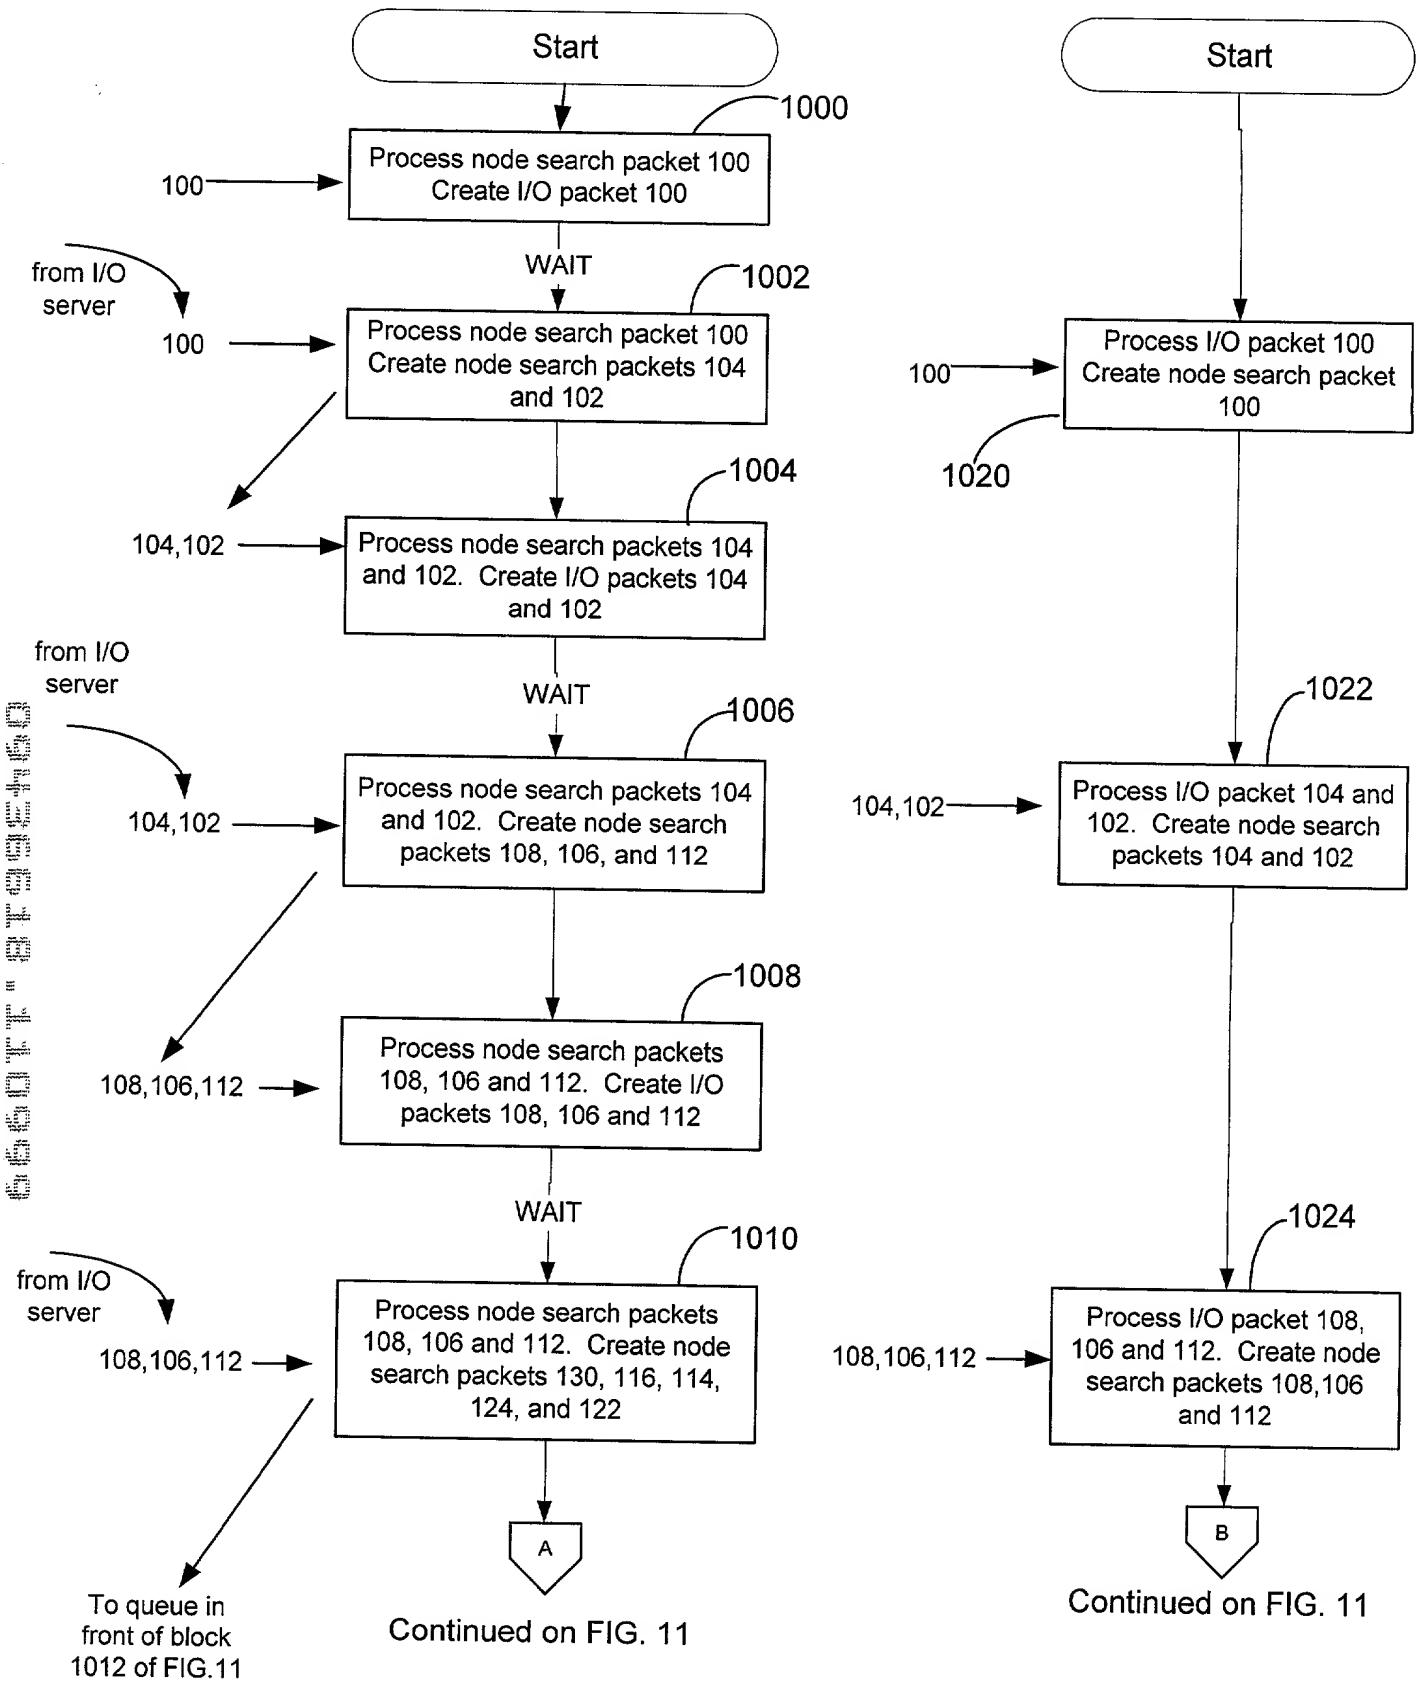 Start
1000
Process node search packet 100
Create I/O packet 100
100
WAIT
from I/O
server
1002
100
Process node search packet 100
Create node search packets 104
and 102
1004
104,102
Process node search packets 104
and 102. Create I/O packets 104
and 102
from I/O
server
WAIT
1006
104,102
Process node search packets 104
and 102. Create node search
packets 108, 106, and 112
1008
108,106,112
Process node search packets
108, 106 and 112. Create I/O
packets 108, 106 and 112
WAIT
1010
from I/O
server
108,106,112
Process node search packets
108, 106 and 112. Create node
search packets 130, 116, 114,
124, and 122
A
To queue in
front of block
1012 of FIG.11
Continued on FIG. 11
Start
100
Process I/O packet 100
Create node search packet
100
1020
1022
104,102
Process I/O packet 104 and
102. Create node search
packets 104 and 102
1024
108,106,112
Process I/O packet 108,
106 and 112. Create node
search packets 108,106
and 112
B
Continued on FIG. 11